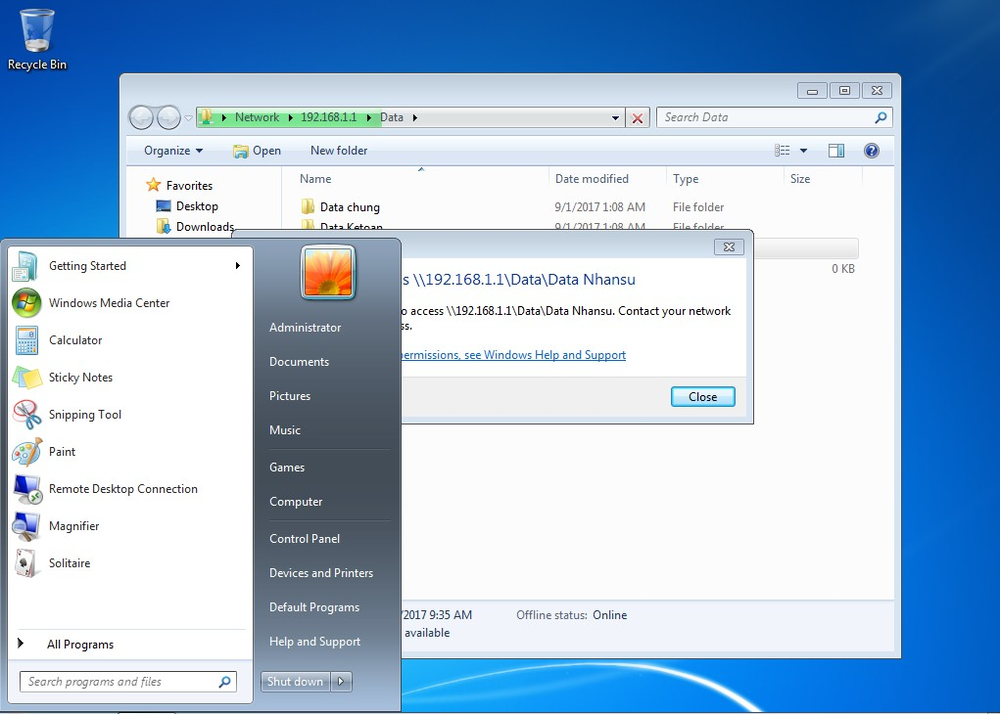 Recycle Bin
Network 192.168.1.1 Data
Search Data
Organize Open New folder
Favorites
Desktop
Downloads
Name Date modified Type Size
Data chung 9/1/2017 1:08 AM File folder
Data Ketoan 9/1/2017 1:08 AM File folder
0 KB
s \\192.168.1.1\Data\Data Nhansu
o access \\192.168.1.1\Data\Data Nhansu. Contact your network
ss.
permissions, see Windows Help and Support
Close
/2017 9:35 AM Offline status: Online
available
Getting Started
Windows Media Center
Calculator
Sticky Notes
Snipping Tool
Paint
Remote Desktop Connection
Magnifier
Solitaire
All Programs
Search programs and files
Administrator
Documents
Pictures
Music
Games
Computer
Control Panel
Devices and Printers
Default Programs
Help and Support
Shut down